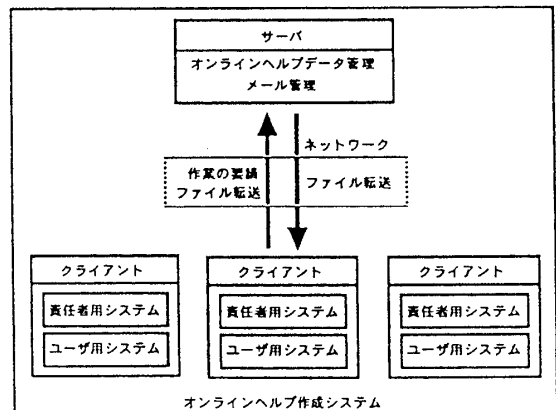 サーバ
オンラインヘルプデータ管理
メール管理
ネットワーク
作業の要請
ファイル転送
ファイル転送
クライアント
責任者用システム
ユーザ用システム
クライアント
責任者用システム
ユーザ用システム
クライアント
責任者用システム
ユーザ用システム
オンラインヘルプ作成システム